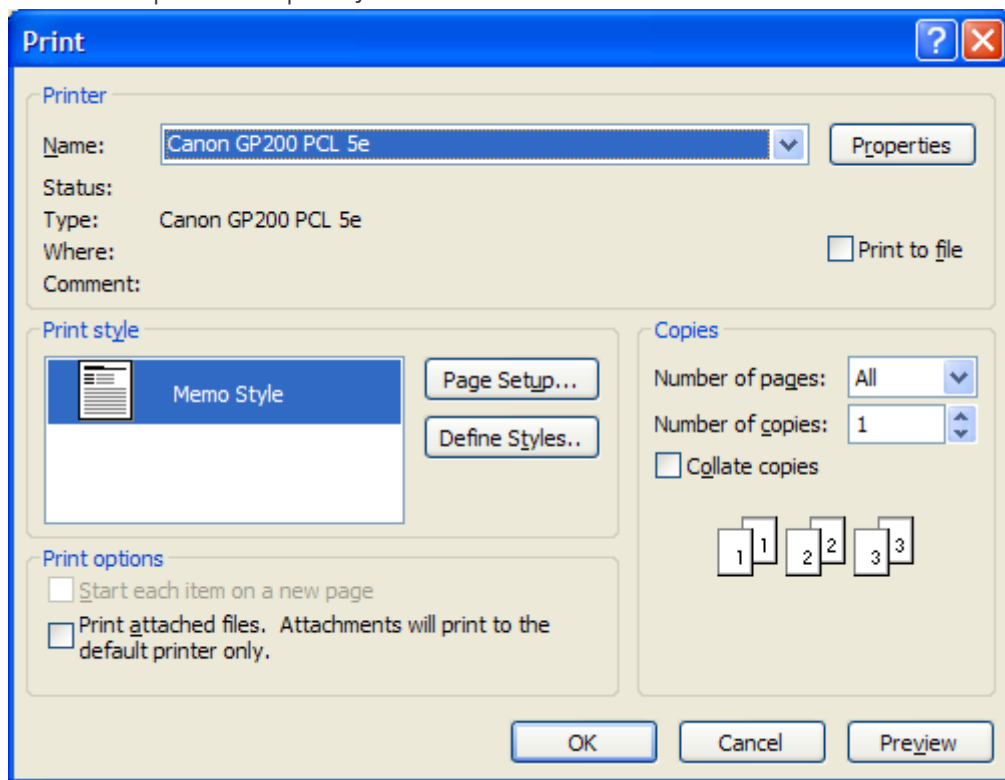 Print
Printer
Name: Canon GP200 PCL 5e Properties
Status:
Type: Canon GP200 PCL 5e
Where: Print to file
Comment:
Print style
Memo Style
Page Setup...
Define Styles..
Copies
Number of pages: All
Number of copies: 1
Collate copies
1 1 2 2 3 3
Print options
Start each item on a new page
Print attached files. Attachments will print to the
default printer only.
OK Cancel Preview